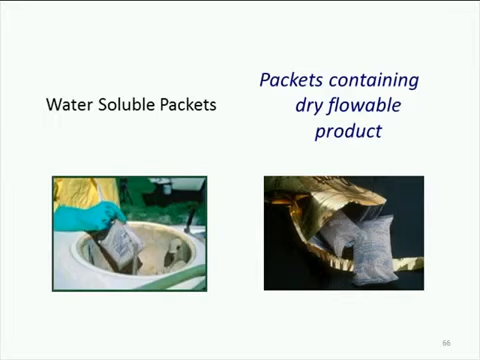 Water Soluble Packets
Packets containing
dry flowable
product
66